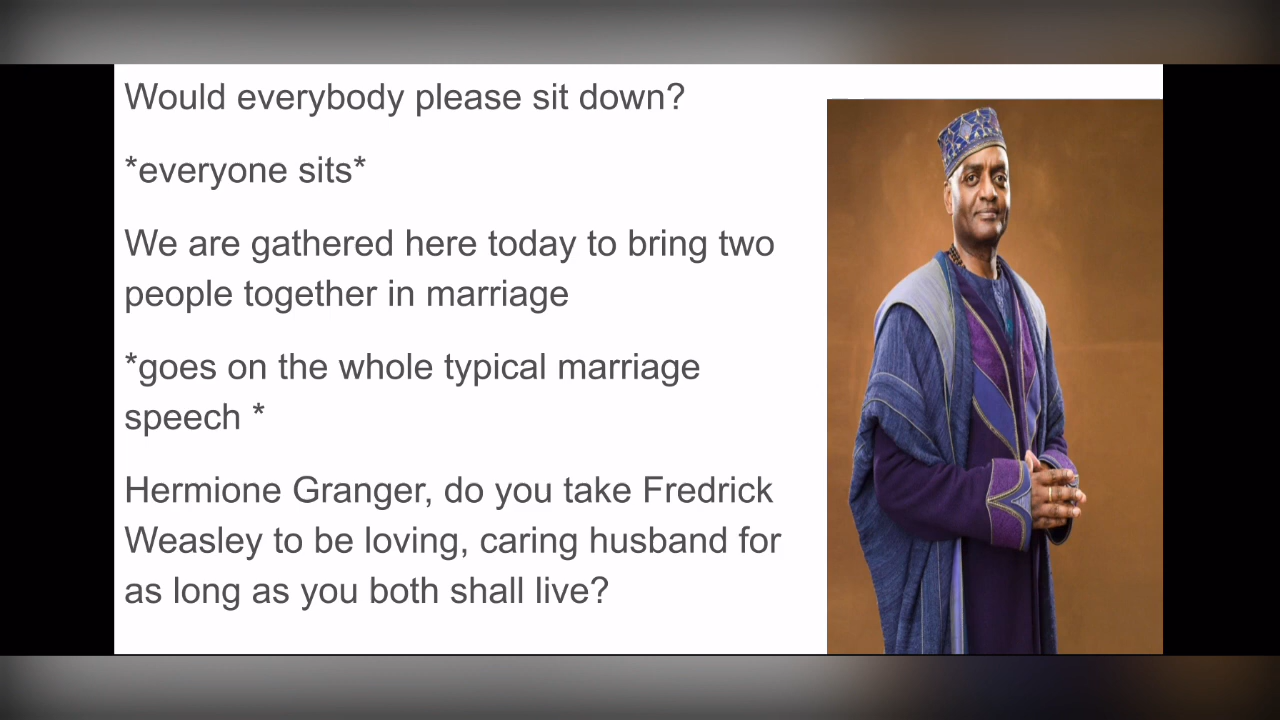 Would everybody please sit down?
*everyone sits*
We are gathered here today to bring two
people together in marriage
*goes on the whole typical marriage
speech *
Hermione Granger, do you take Fredrick
Weasley to be loving, caring husband for
as long as you both shall live?